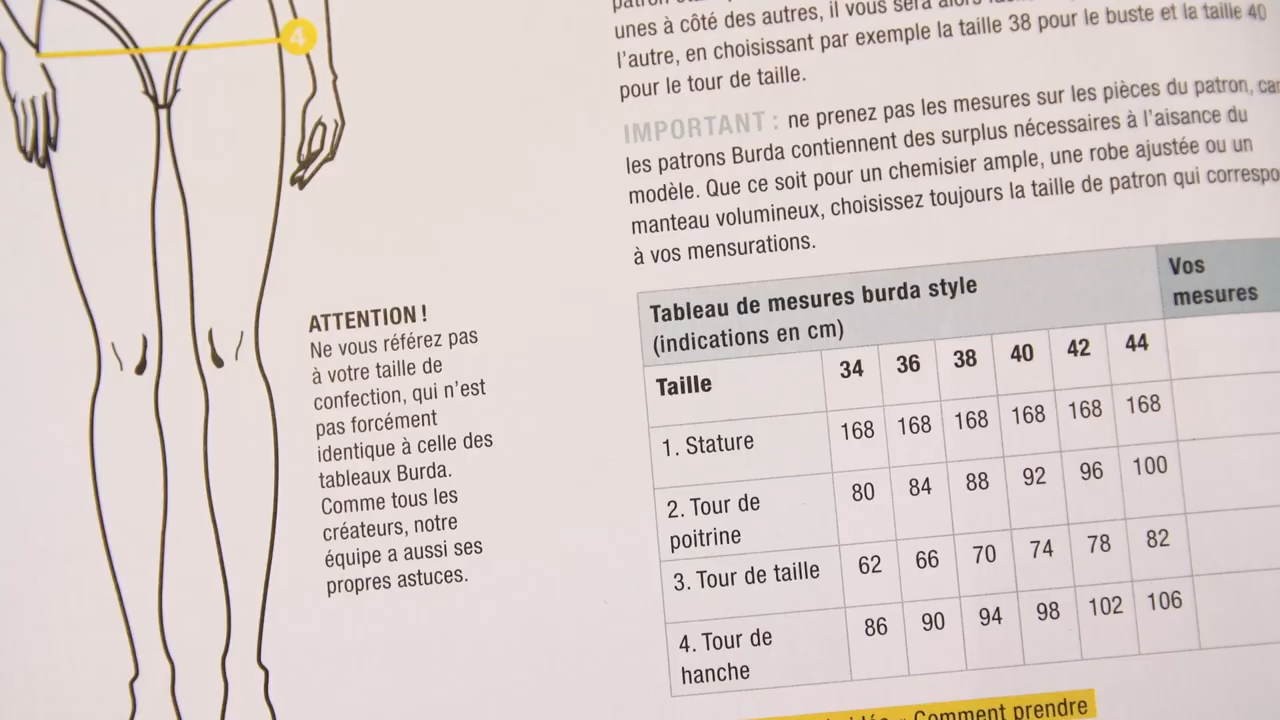 4
unes à côté des autres, il vous sera
l'autre, en choisissant par exemple la taille 38 pour le buste et la taille 40
pour le tour de taille.
IMPORTANT : ne prenez pas les mesures sur les pièces du patron, car
les patrons Burda contiennent des surplus nécessaires à l'aisance du
modèle. Que ce soit pour un chemisier ample, une robe ajustée ou un
manteau volumineux, choisissez toujours la taille de patron qui correspo
à vos mensurations.
ATTENTION !
Ne vous référez pas
à votre taille de
confection, qui n'est
pas forcément
identique à celle des
tableaux Burda.
Comme tous les
créateurs, notre
équipe a aussi ses
propres astuces.
Tableau de mesures burda style
(indications en cm)
Vos
mesures
Taille 34 36 38 40 42 44
1. Stature 168 168 168 168 168 168
2. Tour de
poitrine 80 84 88 92 96 100
3. Tour de taille 62 66 70 74 78 82
4. Tour de
hanche 86 90 94 98 102 106
Comment prendre